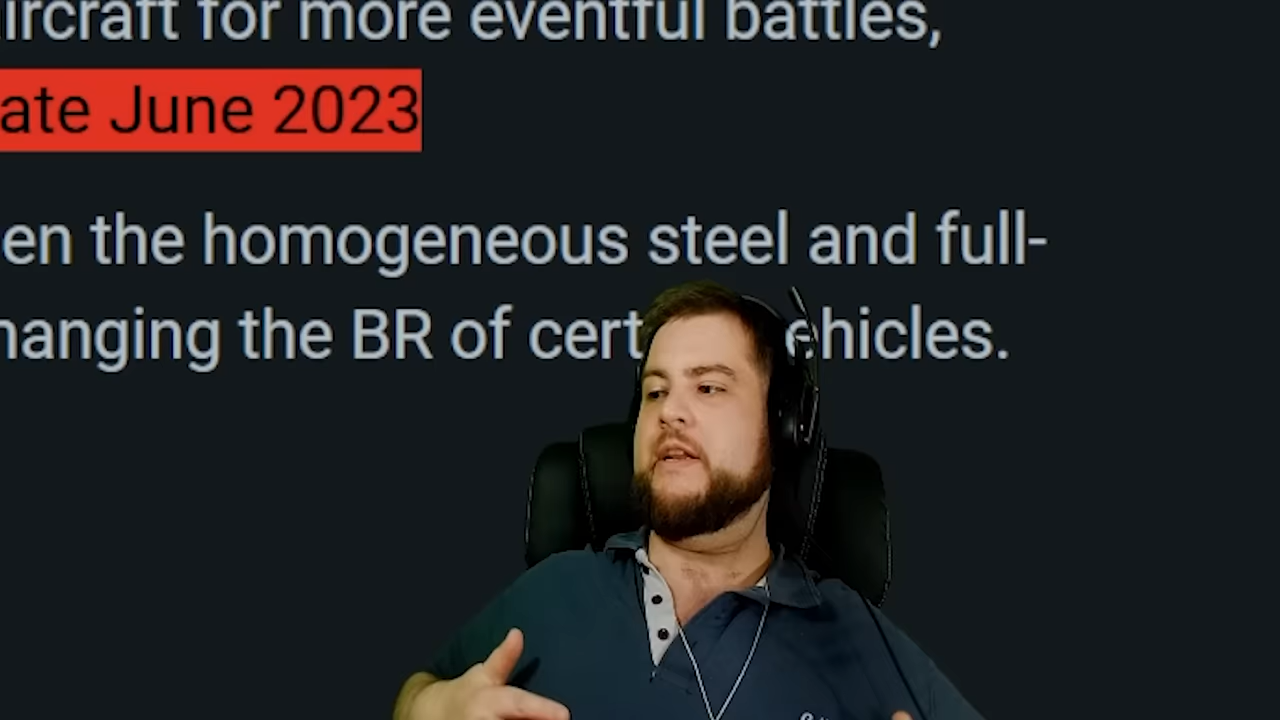 ircraft for more eventful battles,
ate June 2023
en the homogeneous steel and full-
hanging the BR of cert ehicles.